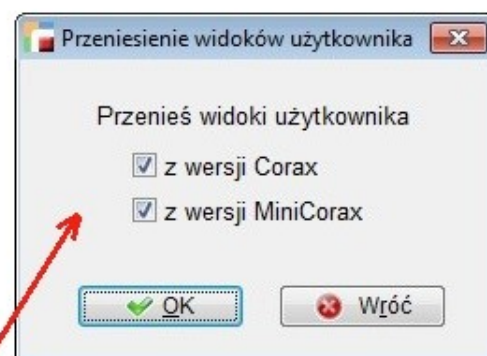 Przeniesienie widoków użytkownika
Przenieś widoki użytkownika
z wersji Corax
z wersji MiniCorax
OK
Wróć